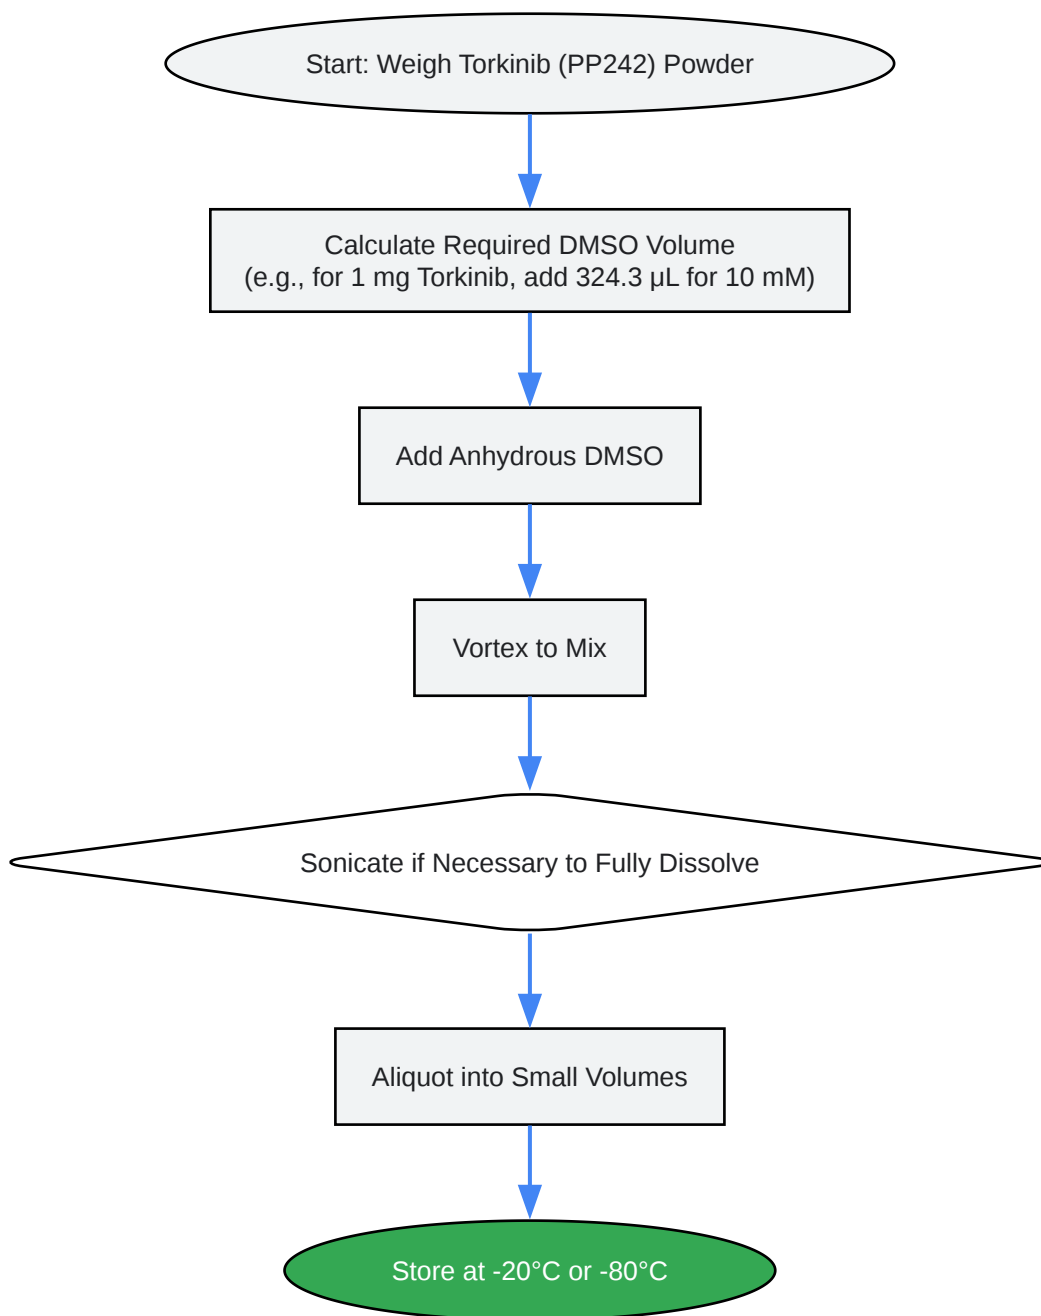 Start: Weigh Torkinib (PP242) Powder
Calculate Required DMSO Volume
(e.g., for 1 mg Torkinib, add 324.3 µL for 10 mM)
Add Anhydrous DMSO
Vortex to Mix
Sonicate if Necessary to Fully Dissolve
Aliquot into Small Volumes
Store at -20°C or -80°C